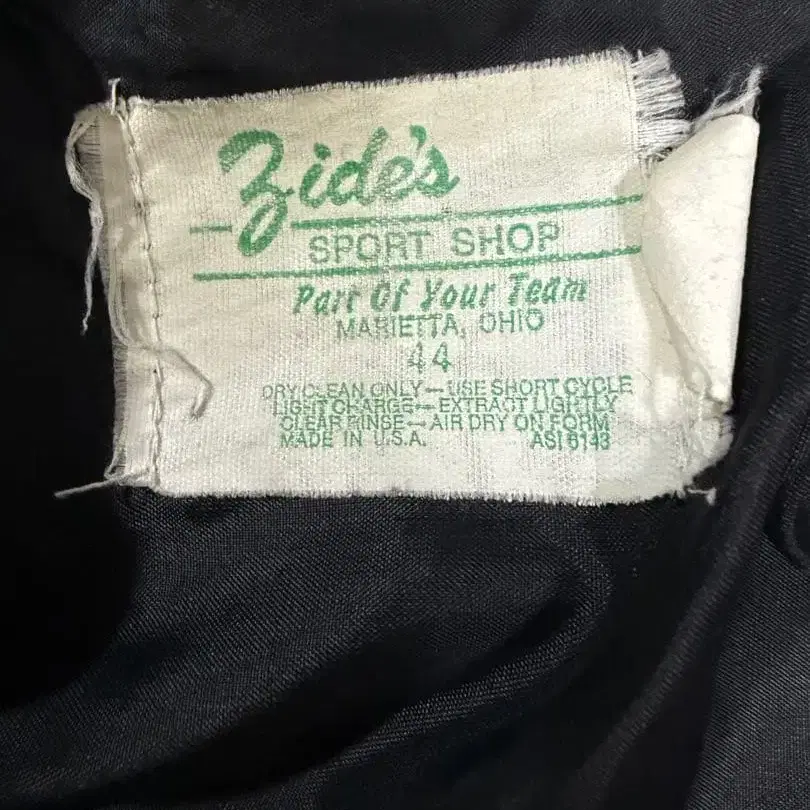 Zide's
SPORT SHOP
Part Of Your Team
MARIETTA, OHIO
44
DRY CLEAN ONLY — USE SHORT CYCLE
LIGHT CHARGE — EXTRACT LIGHTLY
CLEAR RINSE — AIR DRY ON FORM
MADE IN U.S.A. ASI 6143